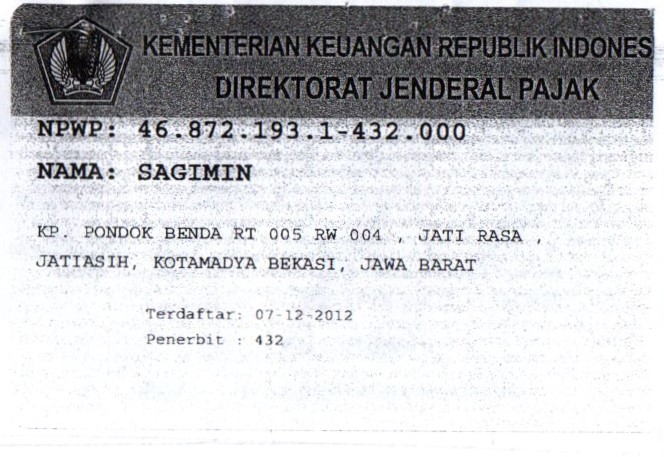 KEMENTERIAN KEUANGAN REPUBLIK INDONES
DIREKTORAT JENDERAL PAJAK
NPWP: 46.872.193.1-432.000
NAMA: SAGIMIN
KP. PONDOK BENDA RT 005 RW 004 , JATI RASA ,
JATIASIH, KOTAMADYA BEKASI, JAWA BARAT
Terdaftar: 07-12-2012
Penerbit : 432